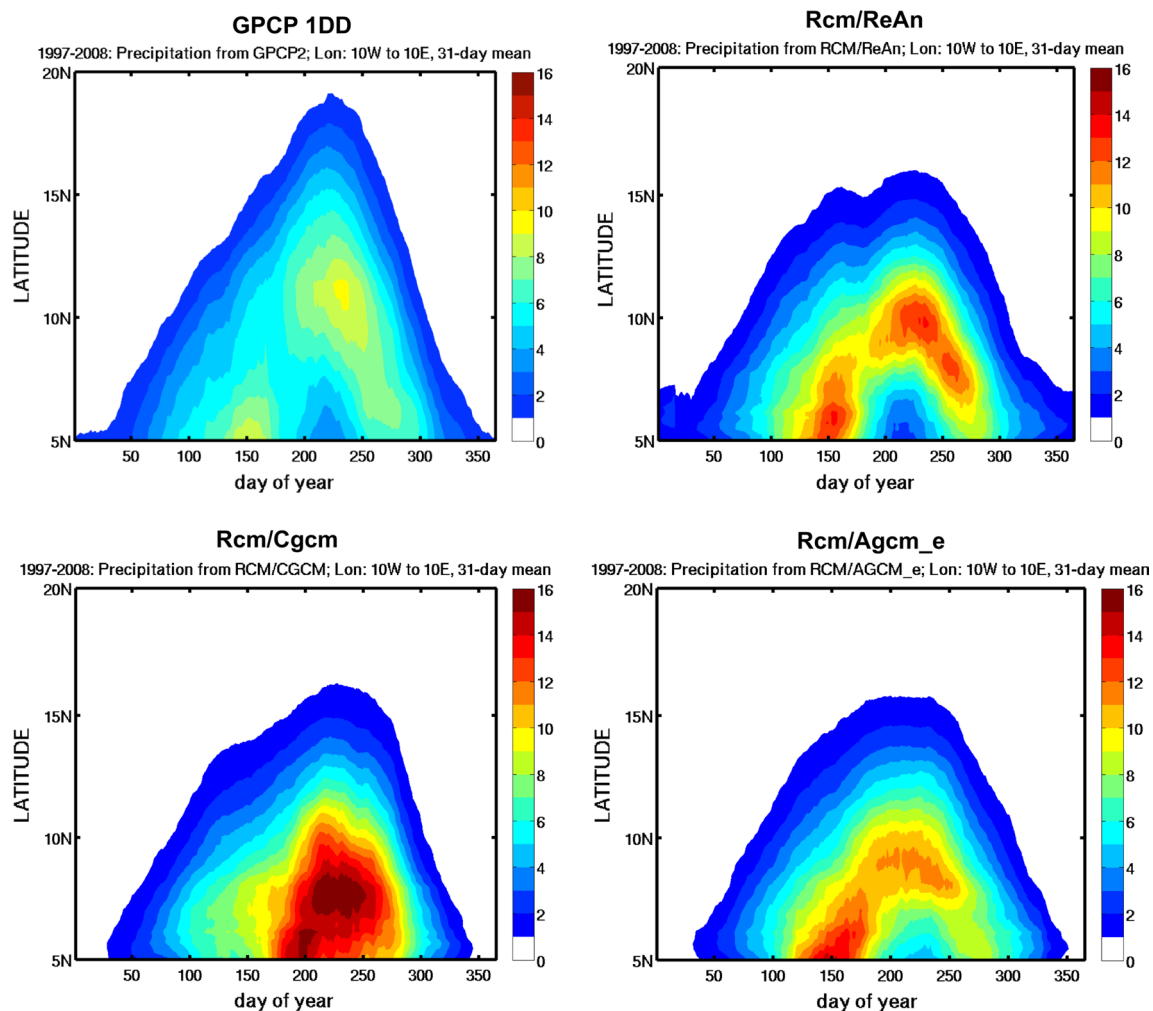 GPCP 1DD
1997-2008: Precipitation from GPCP2; Lon: 10W to 10E, 31-day mean
20N
15N
10N
5N
LATITUDE
50 100 150 200 250 300 350
day of year
16
14
12
10
8
6
4
2
0
Rcm/ReAn
1997-2008: Precipitation from RCM/ReAn; Lon: 10W to 10E, 31-day mean
20N
15N
10N
5N
LATITUDE
50 100 150 200 250 300 350
day of year
16
14
12
10
8
6
4
2
0
Rcm/Cgcm
1997-2008: Precipitation from RCM/CGCM; Lon: 10W to 10E, 31-day mean
20N
15N
10N
5N
LATITUDE
50 100 150 200 250 300 350
day of year
16
14
12
10
8
6
4
2
0
Rcm/Agcm_e
1997-2008: Precipitation from RCM/AGCM_e; Lon: 10W to 10E, 31-day mean
20N
15N
10N
5N
LATITUDE
50 100 150 200 250 300 350
day of year
16
14
12
10
8
6
4
2
0